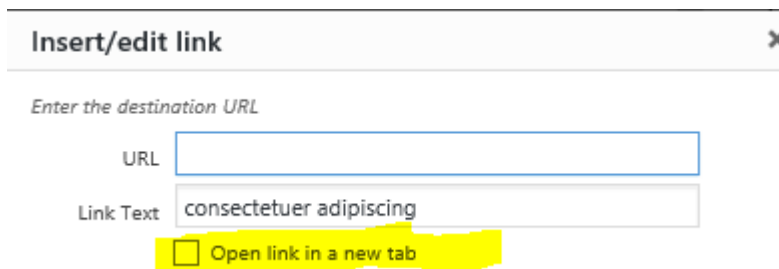 Insert/edit link
Enter the destination URL
URL
Link Text consectetuer adipiscing
Open link in a new tab